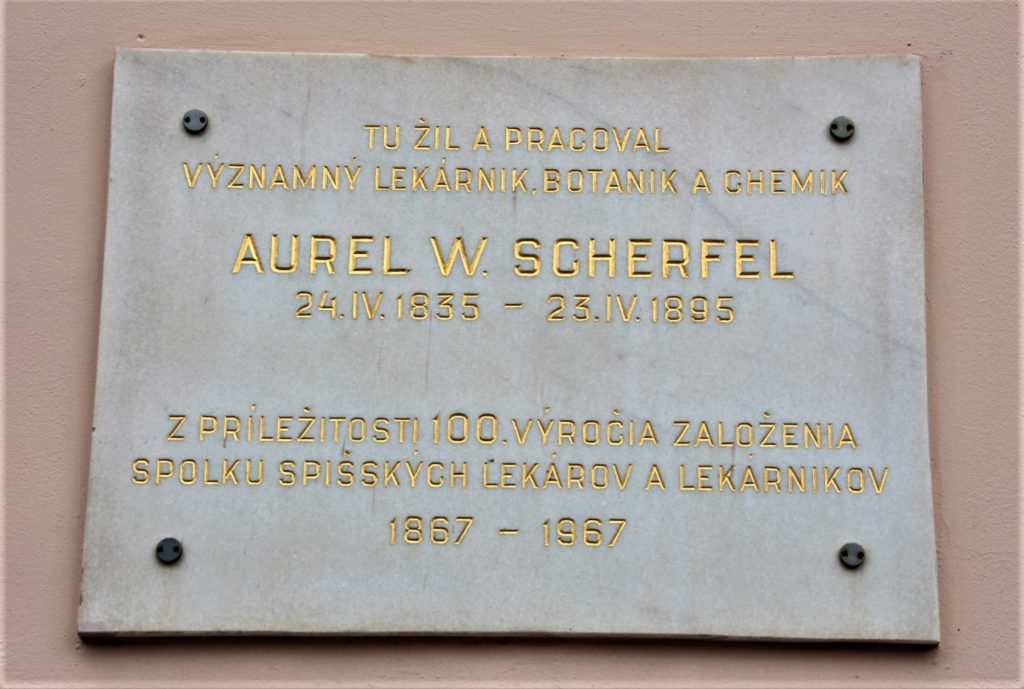 TU ŽIL A PRACOVAL
VÝZNAMNÝ LEKÁRNIK, BOTANIK A CHEMIK
AUREL W. SCHERFEL
24.IV.1835 – 23.IV.1895
Z PRÍLEŽITOSTI 100. VÝROČIA ZALOŽENIA
SPOLKU SPIŠSKÝCH LEKÁROV A LEKÁRNIKOV
1867 – 1967